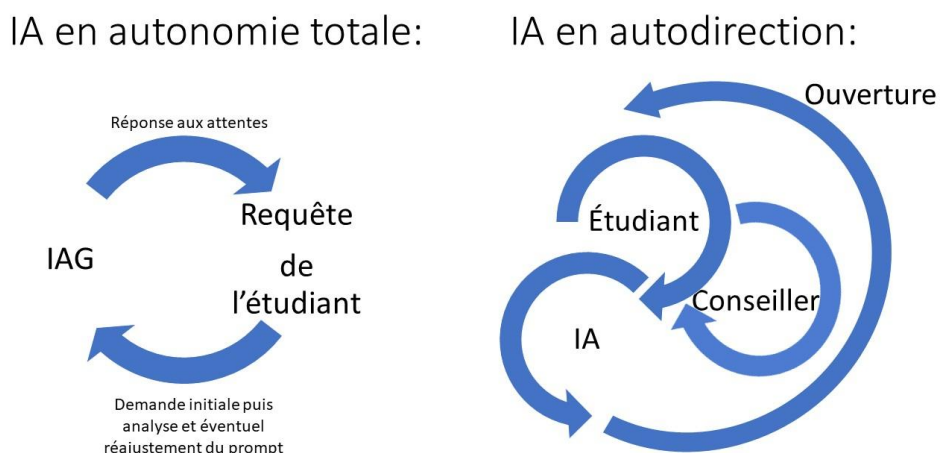 IA en autonomie totale:
Réponse aux attentes
IAG
Requête
de
l’étudiant
Demande initiale puis
analyse et éventuel
réajustement du prompt
IA en autodirection:
Ouverture
Étudiant
Conseiller
IA